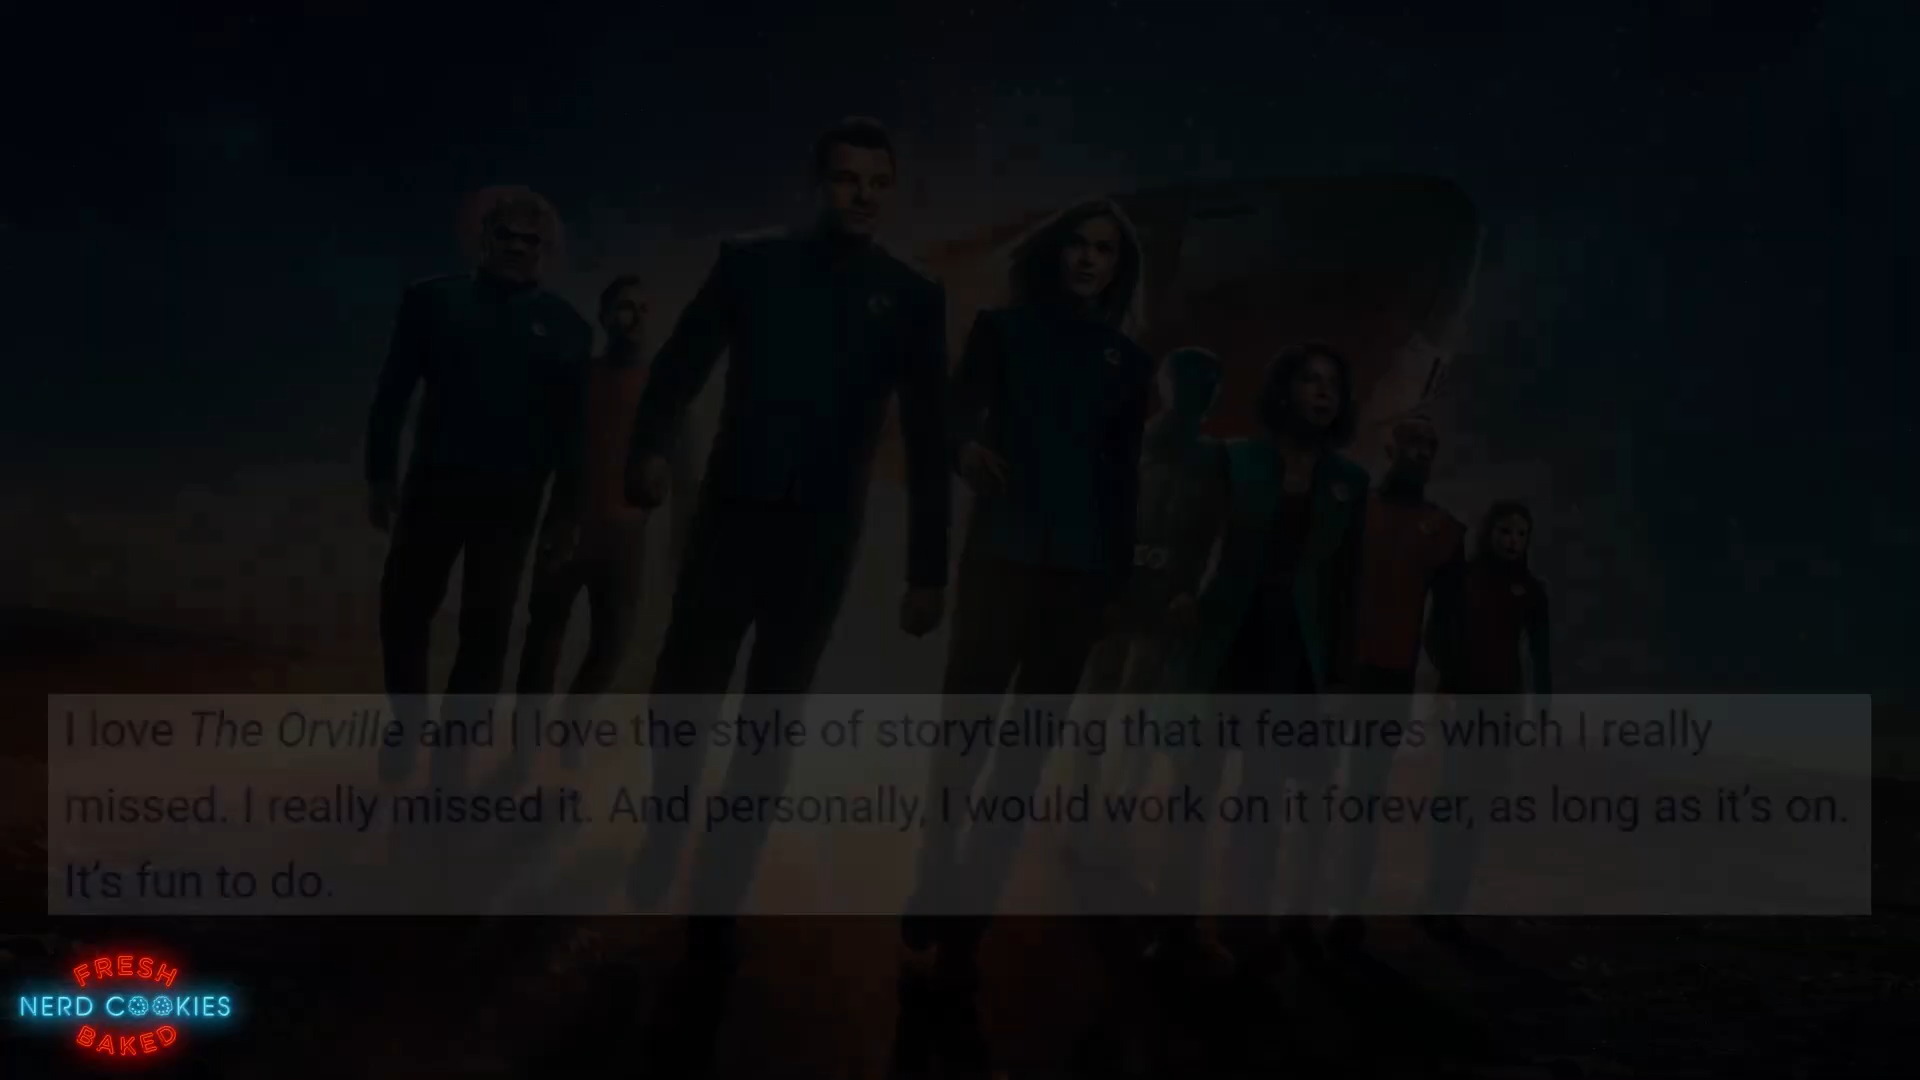 I love The Orville and I love the style of storytelling that it features which I really
missed. I really missed it. And personally, I would work on it forever, as long as it's on.
It's fun to do.
FRESH
NERD COOKIES
BAKED